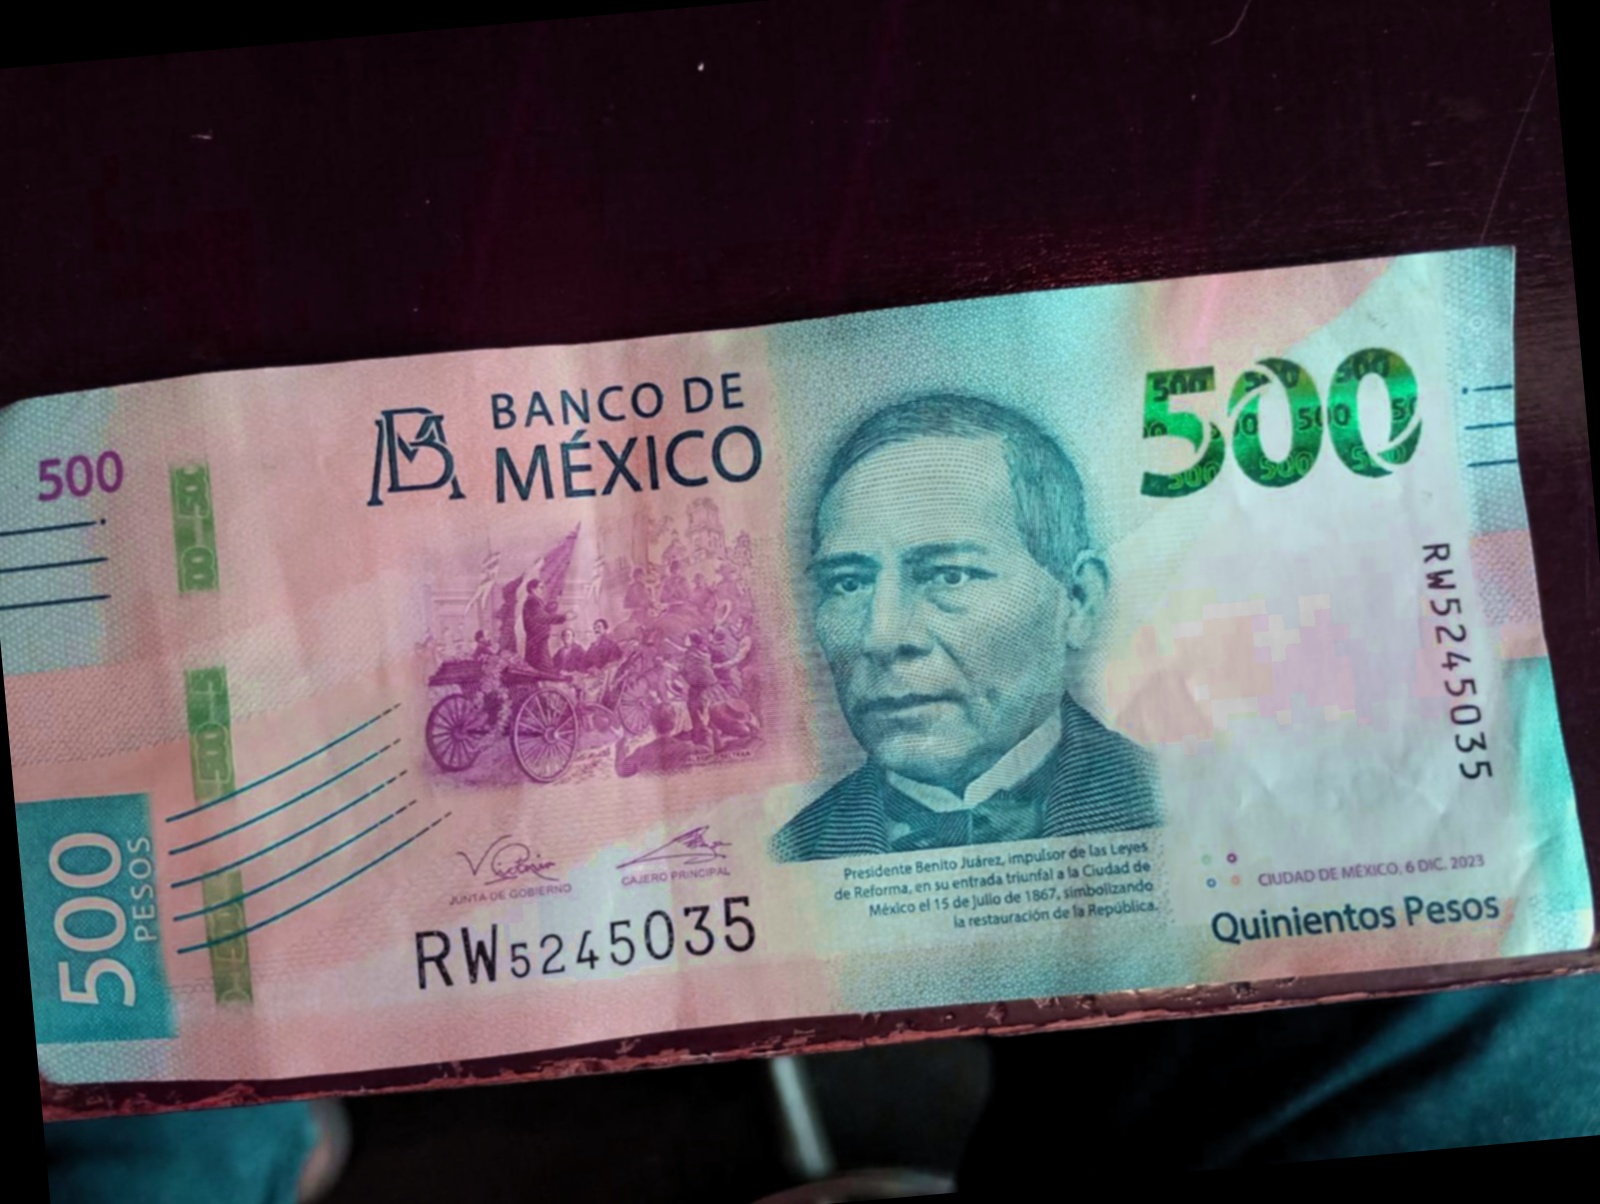 500
BANCO DE
MÉXICO
500
RW5245035
500
PESOS
JUNTA DE GOBIERNO
CAJERO PRINCIPAL
RW5245035
Presidente Benito Juárez, impulsor de las Leyes
de Reforma, en su entrada triunfal a la Ciudad de
México el 15 de julio de 1867, simbolizando
la restauración de la República.
CIUDAD DE MÉXICO, 6 DIC. 2023
Quinientos Pesos